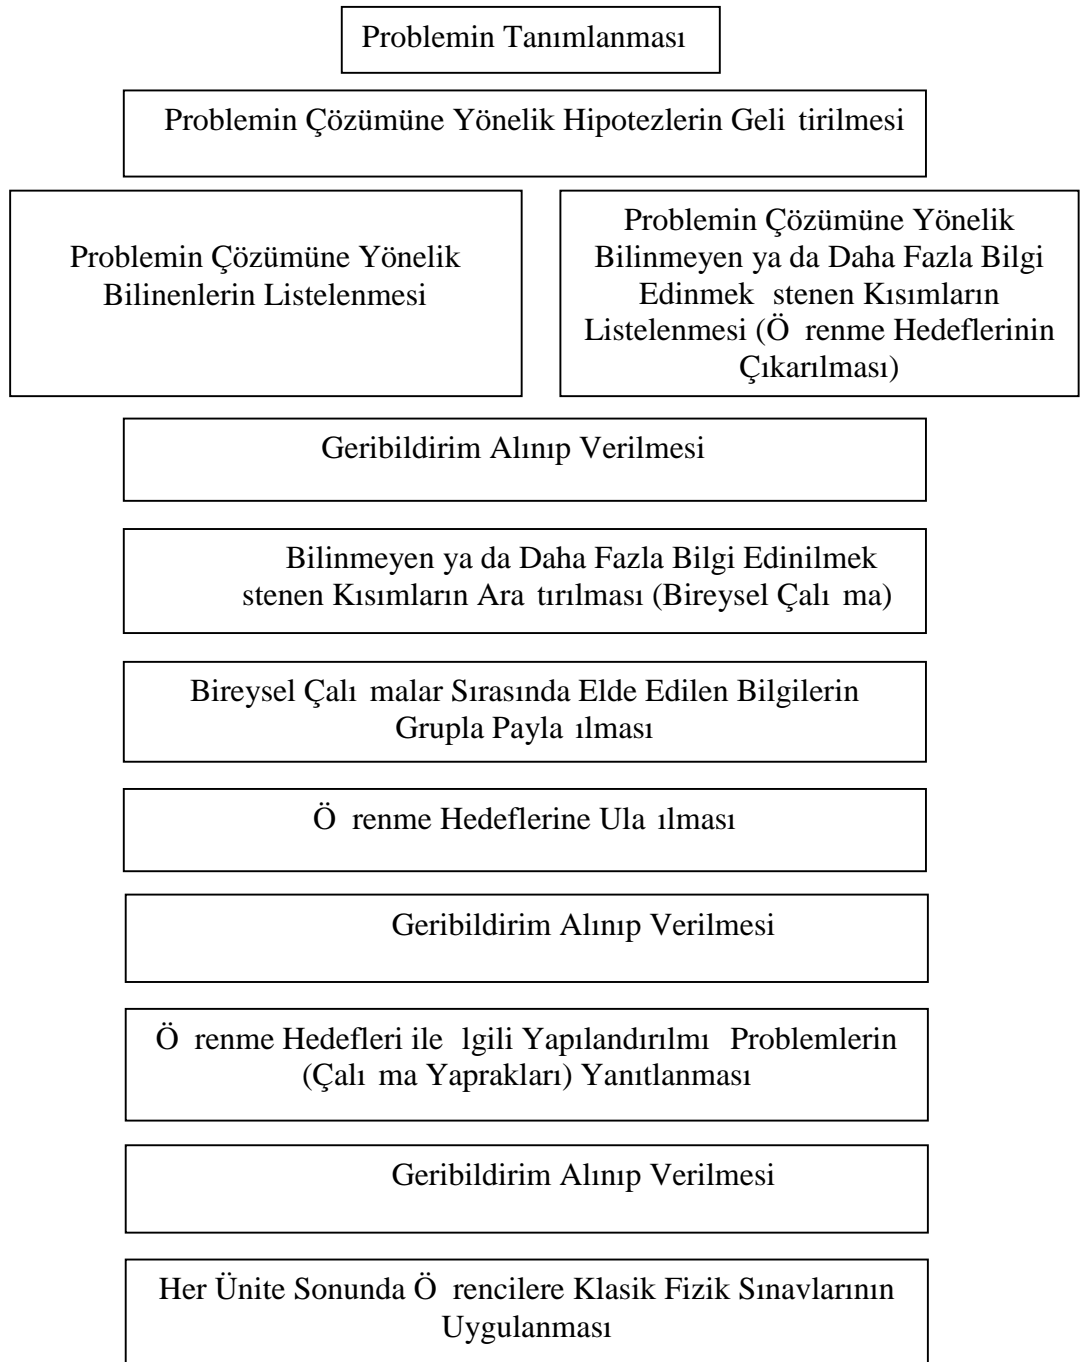 Problemin Tanımlanması
Problemin Çözümüne Yönelik Hipotezlerin Geli tirilmesi
Problemin Çözümüne Yönelik
Bilinenlerin Listelenmesi
Problemin Çözümüne Yönelik
Bilinmeyen ya da Daha Fazla Bilgi
Edinmek stenen Kısımların
Listelenmesi (Ö renme Hedeflerinin
Çıkarılması)
Geribildirim Alınıp Verilmesi
Bilinmeyen ya da Daha Fazla Bilgi Edinilmek
stenen Kısımların Ara tırılması (Bireysel Çalı ma)
Bireysel Çalı malar Sırasında Elde Edilen Bilgilerin
Grupla Payla ılması
Ö renme Hedeflerine Ula ılması
Geribildirim Alınıp Verilmesi
Ö renme Hedefleri ile lgili Yapılandırılmı Problemlerin
(Çalı ma Yaprakları) Yanıtlanması
Geribildirim Alınıp Verilmesi
Her Ünite Sonunda Ö rencilere Klasik Fizik Sınavlarının
Uygulanması